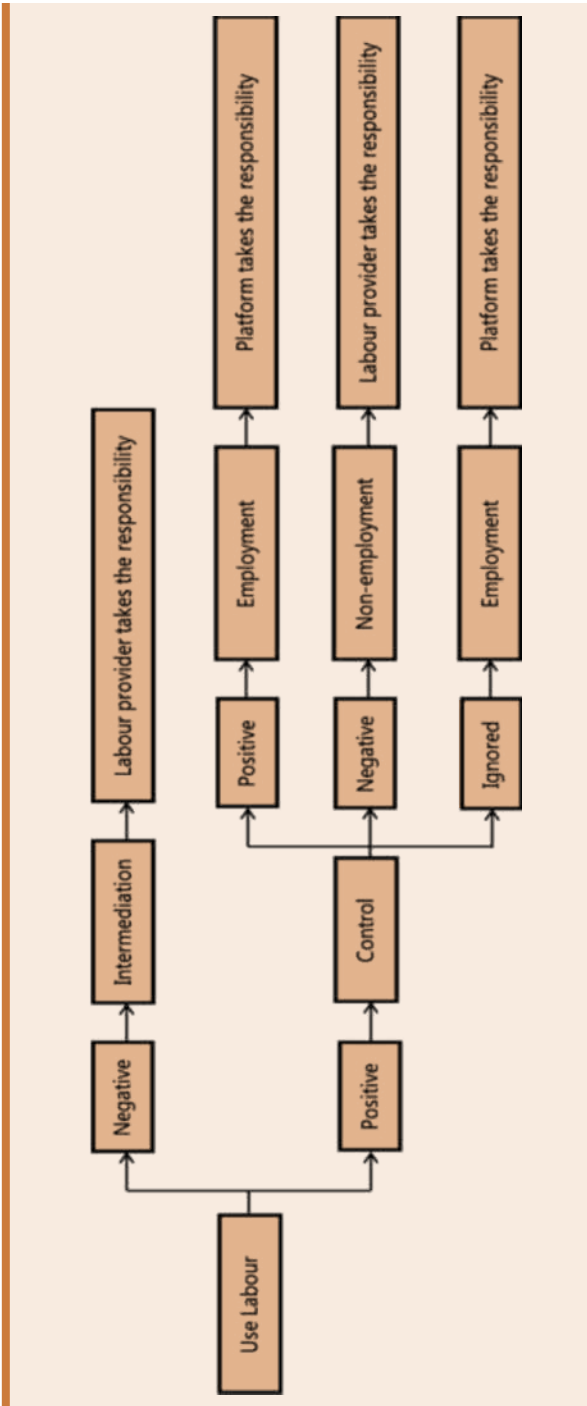 Use Labour
Negative
Intermediation
Labour provider takes the responsibility
Positive
Control
Positive
Employment
Platform takes the responsibility
Negative
Non-employment
Labour provider takes the responsibility
Ignored
Employment
Platform takes the responsibility